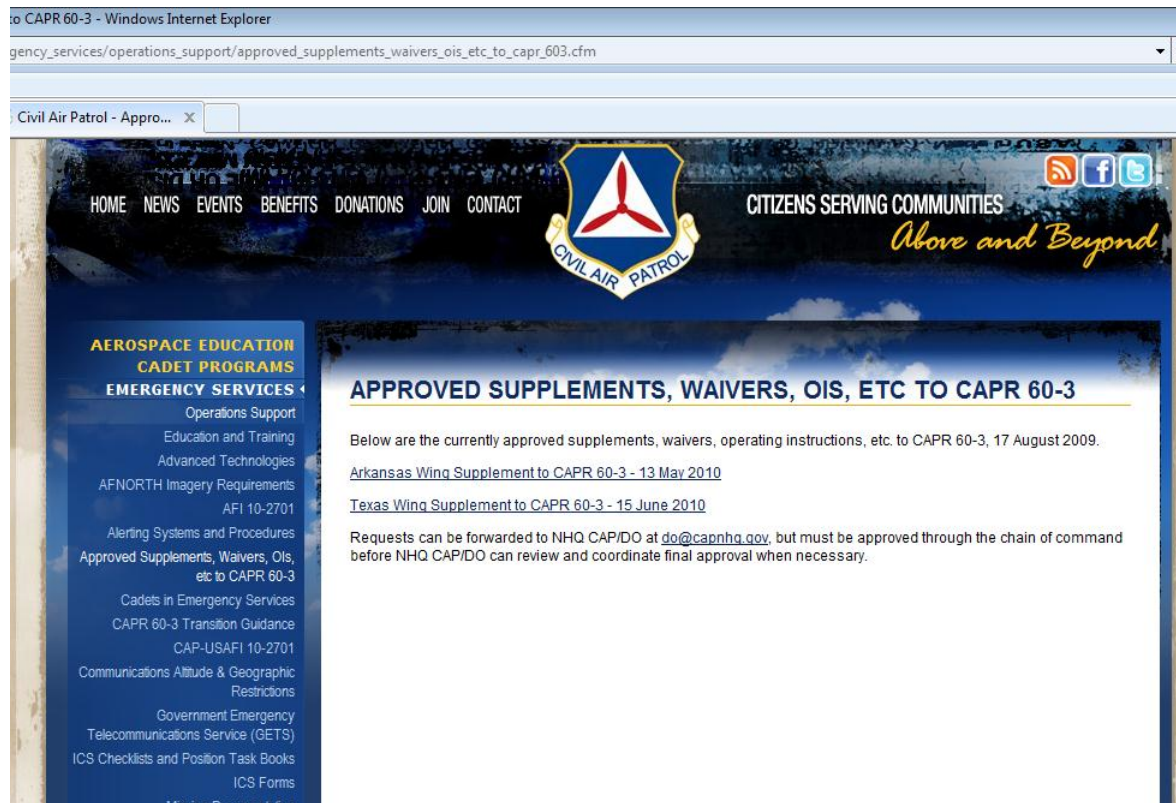 to CAPR 60-3 - Windows Internet Explorer
gency_services/operations_support/approved_supplements_waivers_ois_etc_to_capr_603.cfm
Civil Air Patrol - Appro... X
HOME NEWS EVENTS BENEFITS DONATIONS JOIN CONTACT
CIVIL AIR PATROL
CITIZENS SERVING COMMUNITIES
Above and Beyond
AEROSPACE EDUCATION
CADET PROGRAMS
EMERGENCY SERVICES
Operations Support
Education and Training
Advanced Technologies
AFNORTH Imagery Requirements
AFI 10-2701
Alerting Systems and Procedures
Approved Supplements, Waivers, OIs,
etc to CAPR 60-3
Cadets in Emergency Services
CAPR 60-3 Transition Guidance
CAP-USAFI 10-2701
Communications Altitude & Geographic
Restrictions
Government Emergency
Telecommunications Service (GETS)
ICS Checklists and Position Task Books
ICS Forms
APPROVED SUPPLEMENTS, WAIVERS, OIS, ETC TO CAPR 60-3
Below are the currently approved supplements, waivers, operating instructions, etc. to CAPR 60-3, 17 August 2009.
Arkansas Wing Supplement to CAPR 60-3 - 13 May 2010
Texas Wing Supplement to CAPR 60-3 - 15 June 2010
Requests can be forwarded to NHQ CAP/DO at do@capnhq.gov, but must be approved through the chain of command
before NHQ CAP/DO can review and coordinate final approval when necessary.